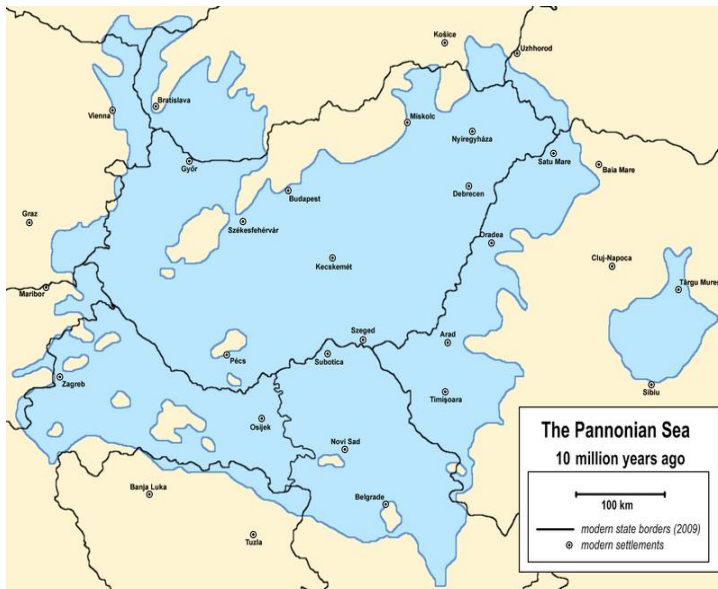 Košice
Uzhhorod
Bratislava
Vienna
Miskolc
Nyíregyháza
Győr
Satu Mare
Baia Mare
Budapest
Debrecen
Graz
Székesfehérvár
Oradea
Kecskemét
Cluj-Napoca
Maribor
Târgu Mureș
Szeged
Arad
Pécs
Subotica
Zagreb
Sibiu
Timișoara
Osijek
Novi Sad
Banja Luka
Belgrade
Tuzla
The Pannonian Sea
10 million years ago
100 km
modern state borders (2009)
modern settlements